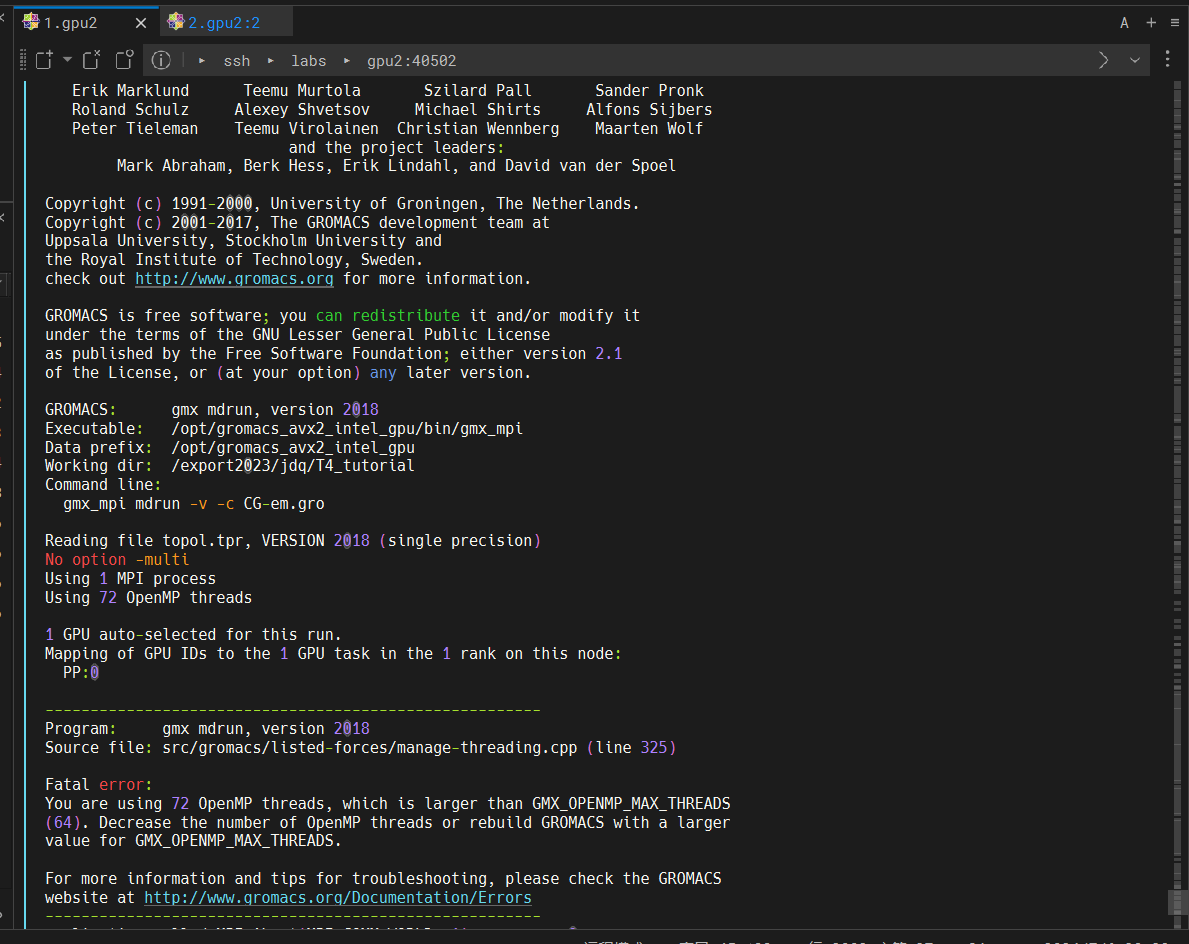 1.gpu2
2.gpu2:2
A
ssh ▸ labs ▸ gpu2:40502
Erik Marklund Teemu Murtola Szilard Pall Sander Pronk
Roland Schulz Alexey Shvetsov Michael Shirts Alfons Sijbers
Peter Tieleman Teemu Virolainen Christian Wennberg Maarten Wolf
and the project leaders:
Mark Abraham, Berk Hess, Erik Lindahl, and David van der Spoel
Copyright (c) 1991-2000, University of Groningen, The Netherlands.
Copyright (c) 2001-2017, The GROMACS development team at
Uppsala University, Stockholm University and
the Royal Institute of Technology, Sweden.
check out http://www.gromacs.org for more information.
GROMACS is free software; you can redistribute it and/or modify it
under the terms of the GNU Lesser General Public License
as published by the Free Software Foundation; either version 2.1
of the License, or (at your option) any later version.
GROMACS: gmx mdrun, version 2018
Executable: /opt/gromacs_avx2_intel_gpu/bin/gmx_mpi
Data prefix: /opt/gromacs_avx2_intel_gpu
Working dir: /export2023/jdq/T4_tutorial
Command line:
gmx_mpi mdrun -v -c CG-em.gro
Reading file topol.tpr, VERSION 2018 (single precision)
No option -multi
Using 1 MPI process
Using 72 OpenMP threads
1 GPU auto-selected for this run.
Mapping of GPU IDs to the 1 GPU task in the 1 rank on this node:
PP:0
-------------------------------------------------------
Program: gmx mdrun, version 2018
Source file: src/gromacs/listed-forces/manage-threading.cpp (line 325)
Fatal error:
You are using 72 OpenMP threads, which is larger than GMX_OPENMP_MAX_THREADS
(64). Decrease the number of OpenMP threads or rebuild GROMACS with a larger
value for GMX_OPENMP_MAX_THREADS.
For more information and tips for troubleshooting, please check the GROMACS
website at http://www.gromacs.org/Documentation/Errors
-------------------------------------------------------